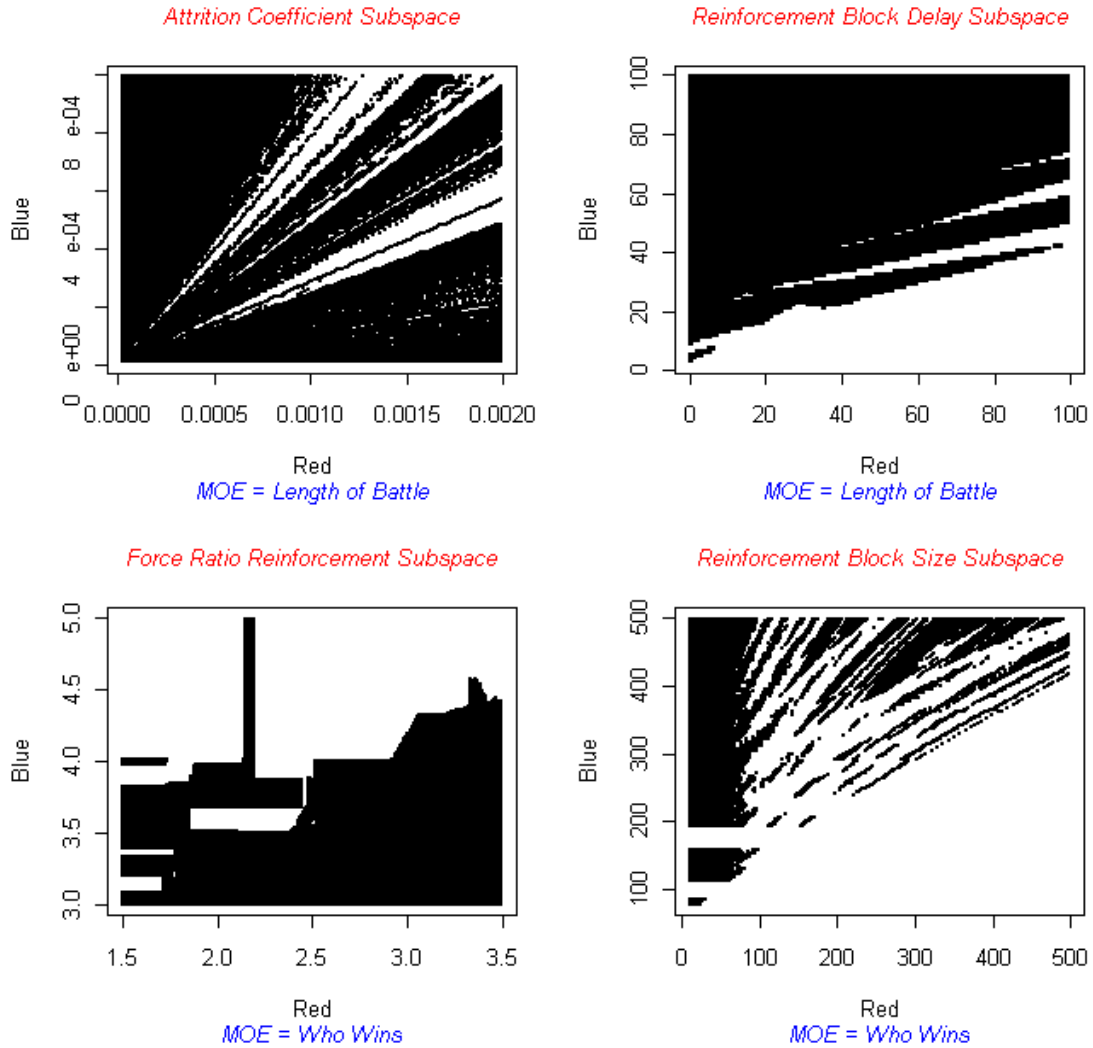 Attrition Coefficient Subspace
Blue
0
e+00
4
e-04
8
e-04
0.0000
0.0005
0.0010
0.0015
0.0020
Red
MOE = Length of Battle
Reinforcement Block Delay Subspace
Blue
100
80
60
40
20
0
0
20
40
60
80
100
Red
MOE = Length of Battle
Force Ratio Reinforcement Subspace
Blue
5.0
4.5
4.0
3.5
3.0
1.5
2.0
2.5
3.0
3.5
Red
MOE = Who Wins
Reinforcement Block Size Subspace
Blue
500
400
300
200
100
0
100
200
300
400
500
Red
MOE = Who Wins